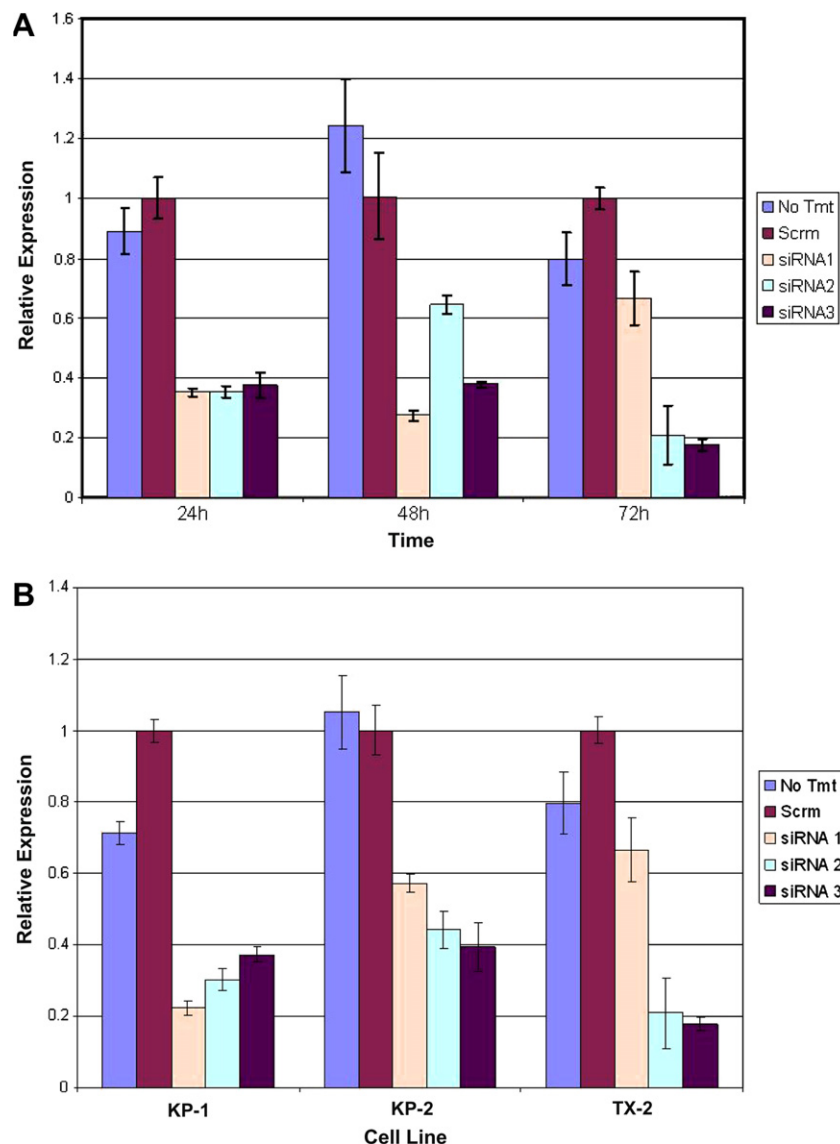 A
1.6
1.4
1.2
1
0.8
0.6
0.4
0.2
0
Relative Expression
24h 48h 72h
Time
No Tmt
Scrm
siRNA1
siRNA2
siRNA3
B
1.4
1.2
1
0.8
0.6
0.4
0.2
0
Relative Expression
KP-1 KP-2 TX-2
Cell Line
No Tmt
Scrm
siRNA 1
siRNA 2
siRNA 3